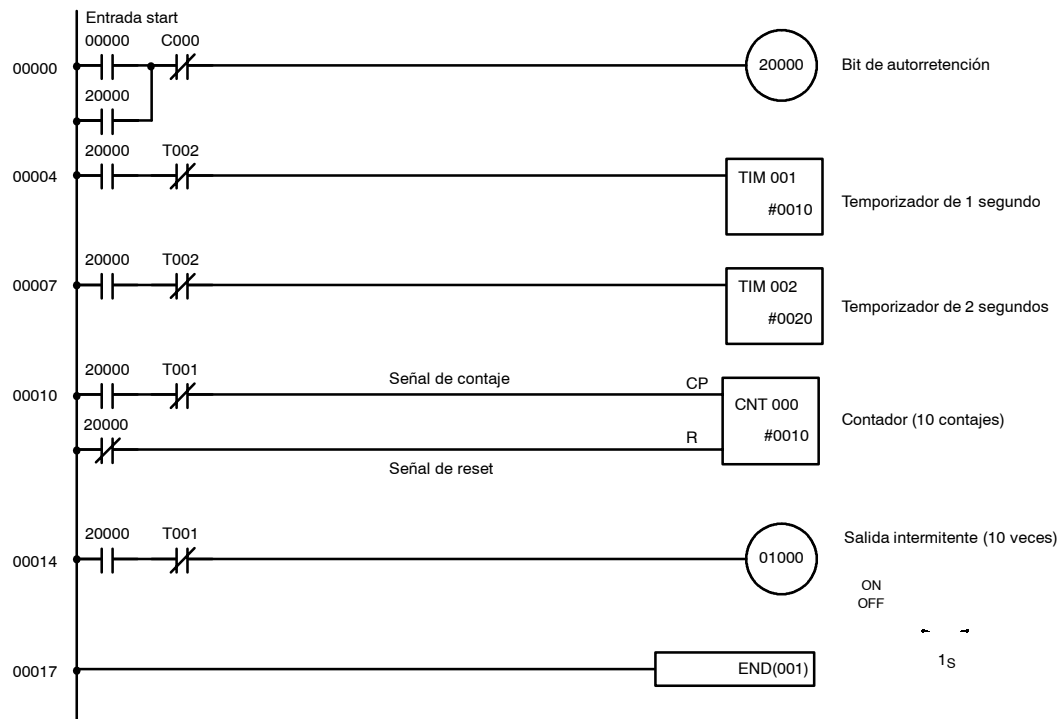 Entrada start
00000 C000
00000 20000 Bit de autorretención
20000
20000 T002
00004 TIM 001
#0010 Temporizador de 1 segundo
20000 T002
00007 TIM 002
#0020 Temporizador de 2 segundos
20000 T001 Señal de contaje CP
00010 CNT 000
#0010 Contador (10 contajes)
20000 R
Señal de reset
20000 T001 Salida intermitente (10 veces)
00014 01000
ON
OFF
1S
00017 END(001)